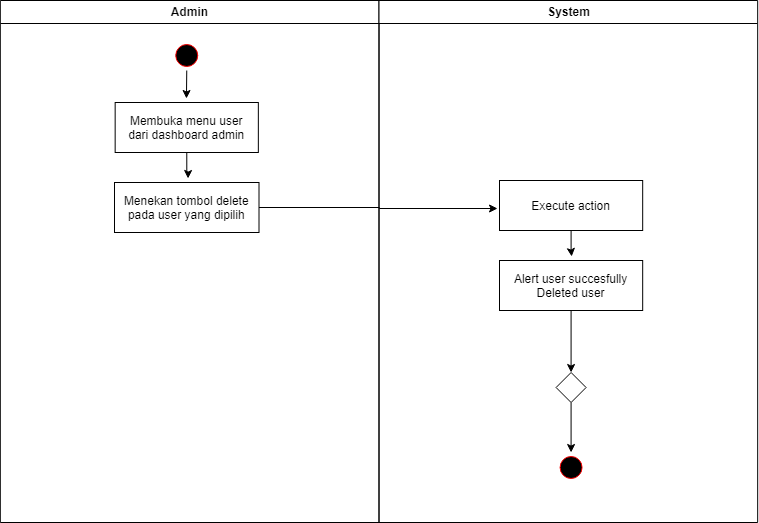 Admin
System
Membuka menu user
dari dashboard admin
Menekan tombol delete
pada user yang dipilih
Execute action
Alert user succesfully
Deleted user